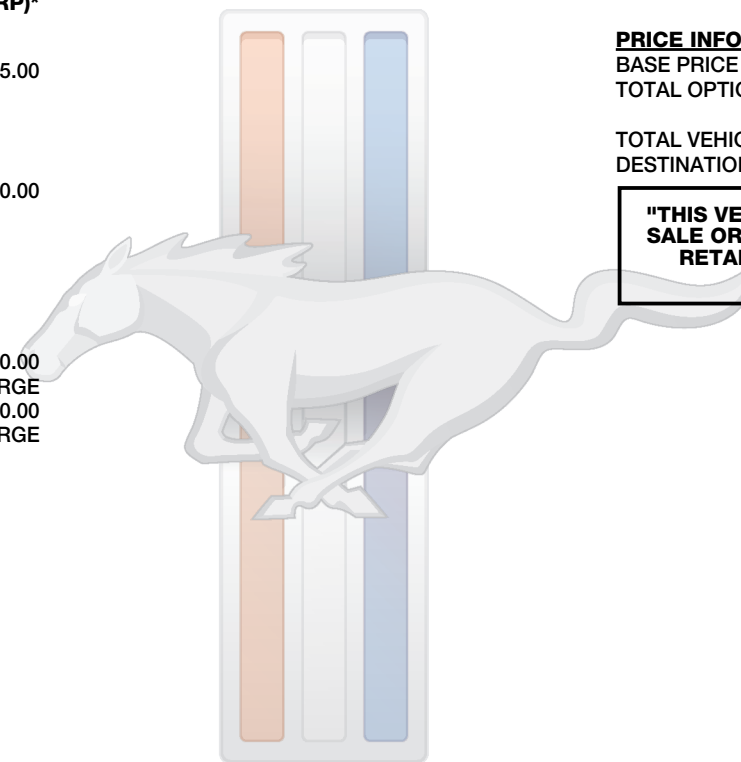 RP)*
5.00
0.00
0.00
RGE
0.00
RGE
PRICE INFO
BASE PRICE
TOTAL OPTIO
TOTAL VEHIC
DESTINATION
"THIS VE
SALE OR
RETA